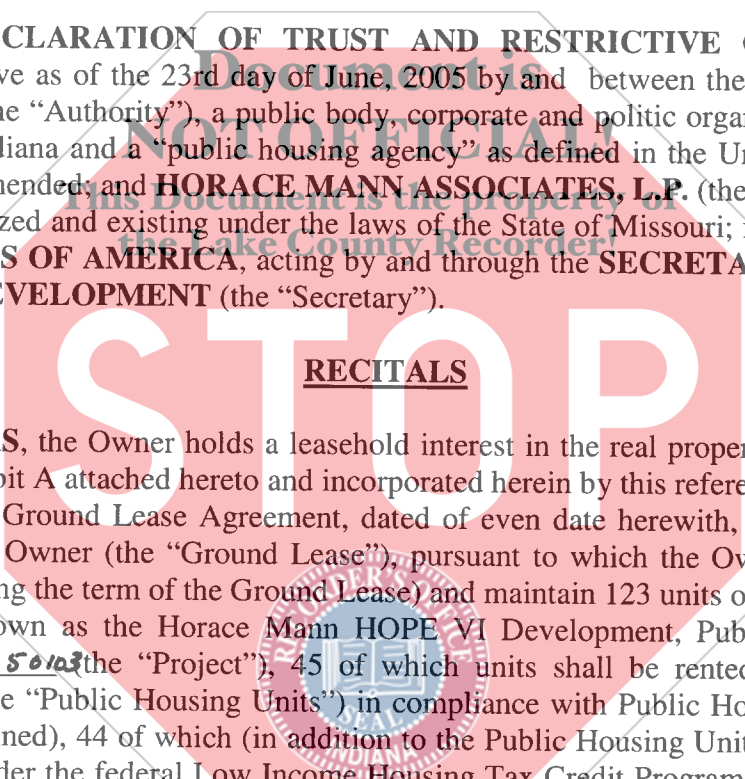 CLARATION OF TRUST AND RESTRICTIVE
ve as of the 23rd day of June, 2005 by and between the
ne “Authority”), a public body, corporate and politic organ
diana and a “public housing agency” as defined in the Un
mended; and HORACE MANN ASSOCIATES, L.P. (the
zed and existing under the laws of the State of Missouri;
S OF AMERICA, acting by and through the SECRETA
EVELOPMENT (the “Secretary”).
Document is
NOT OFFICIAL!
This Document is the property of
the Lake County Recorder!
STOP
RECITALS
S, the Owner holds a leasehold interest in the real proper
bit A attached hereto and incorporated herein by this refere
Ground Lease Agreement, dated of even date herewith,
Owner (the “Ground Lease”), pursuant to which the Ow
ng the term of the Ground Lease) and maintain 123 units o
own as the Horace Mann HOPE VI Development, Pub
50103 (the “Project”), 45 of which units shall be rented
e “Public Housing Units”) in compliance with Public Ho
ned), 44 of which (in addition to the Public Housing Unit
der the federal Low Income Housing Tax Credit Program
RECORDER'S OFFICE
SEAL
INDIANA